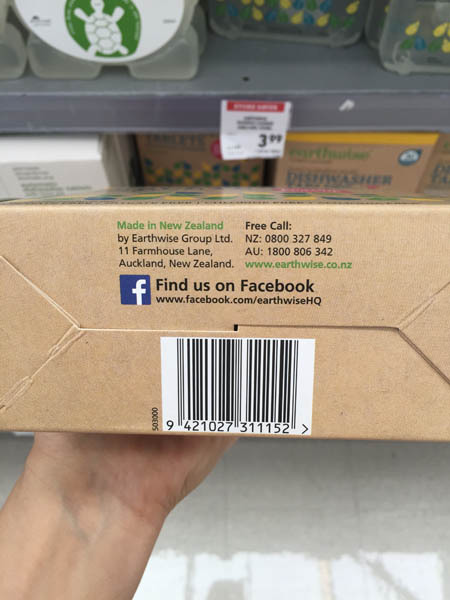 3.99
earthwise
DISHWASHER
Made in New Zealand
by Earthwise Group Ltd.
11 Farmhouse Lane,
Auckland, New Zealand.
Free Call:
NZ: 0800 327 849
AU: 1800 806 342
www.earthwise.co.nz
f Find us on Facebook
www.facebook.com/earthwiseHQ
503000
9 421027 311152 >